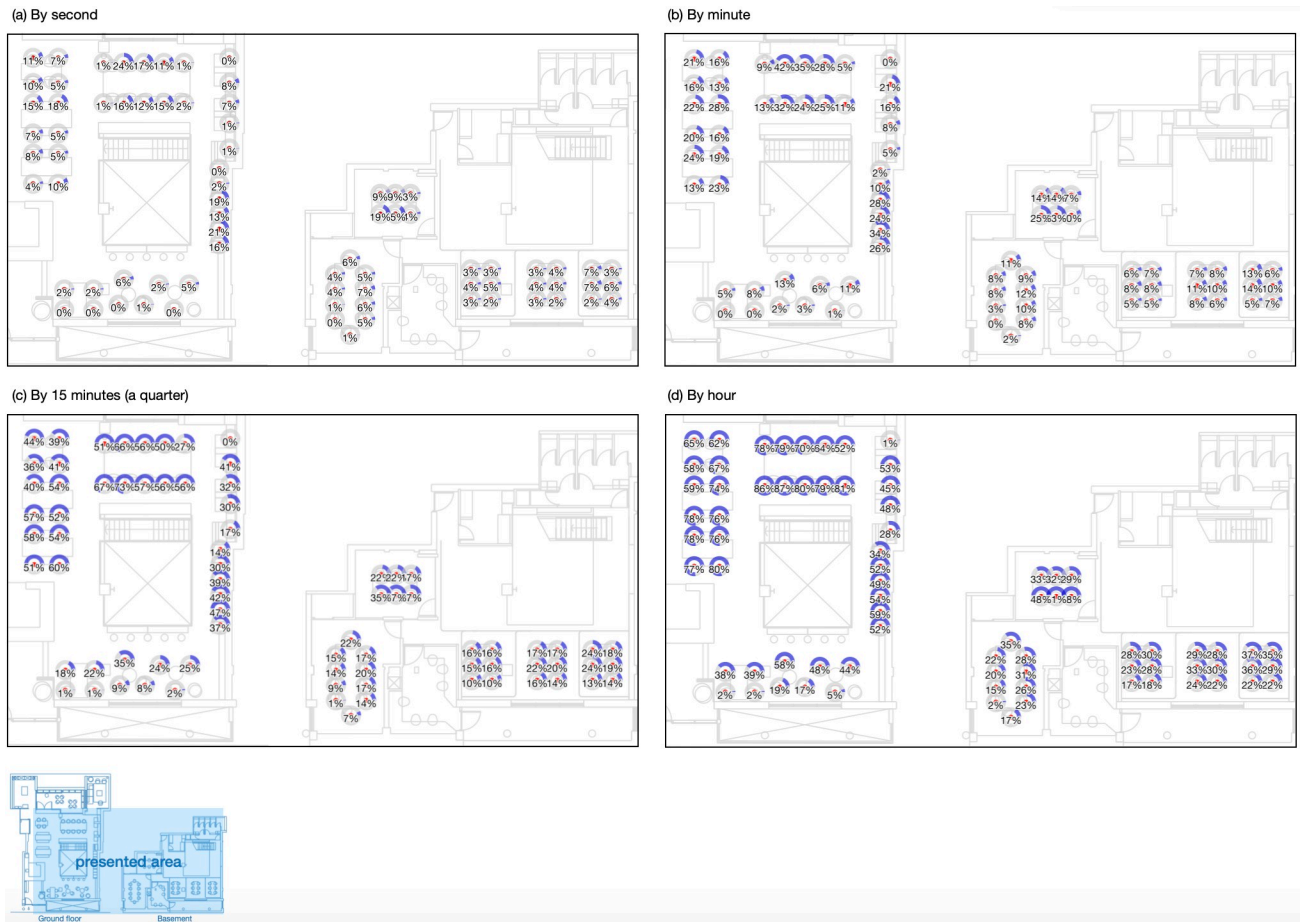 (a) By second
11% 7%
1% 24% 17% 11% 1%
0%
10% 5%
8%
15% 18%
1% 16% 12% 15% 2%
7%
1%
7% 5%
8% 5%
1%
0%
4% 10%
2%
19%
13%
21%
16%
6%
2% 2% 2% 5%
0% 0% 0% 1% 0%
9% 9% 3%
19% 5%
6%
4% 5%
4% 7%
1% 6%
0% 5%
1%
3% 3% 3% 4% 7% 3%
4% 5% 4% 4% 7% 6%
3% 2% 3% 2% 2% 4%
(b) By minute
21% 16%
9% 42% 35% 28% 5%
0%
16% 13%
21%
22% 28%
13% 32% 24% 25% 11%
16%
8%
20% 16%
24% 19%
5%
2%
13% 23%
10%
28%
24%
34%
26%
13%
5% 8% 6% 11%
0% 0% 2% 3% 1%
14% 14% 7%
25%
11%
8% 9%
8% 12%
3% 10%
0% 8%
2%
6% 7% 7% 8% 13% 6%
8% 8% 11% 10% 14% 10%
5% 5% 8% 6% 5% 7%
(c) By 15 minutes (a quarter)
44% 39%
51% 66% 56% 50% 27%
0%
36% 41%
41%
40% 54%
67% 73% 57% 56% 56%
32%
30%
57% 52%
58% 54%
17%
14%
51% 60%
30%
39%
42%
47%
37%
35%
18% 22% 24% 25%
1% 1% 9% 8% 2%
22% 22% 17%
35%
22%
15% 17%
14% 20%
9% 17%
1% 14%
7%
16% 16% 17% 17% 24% 18%
15% 16% 22% 20% 24% 19%
10% 10% 16% 14% 13% 14%
(d) By hour
65% 62%
78% 79% 70% 64% 52%
1%
58% 67%
53%
59% 74%
86% 87% 80% 79% 81%
45%
48%
78% 76%
78% 76%
28%
34%
77% 80%
52%
49%
54%
59%
52%
58%
38% 39% 48% 44%
2% 2% 19% 17% 5%
33% 32% 29%
48%
35%
22% 28%
20% 31%
15% 26%
2% 23%
17%
28% 30% 29% 28% 37% 35%
23% 28% 33% 30% 36% 29%
17% 18% 24% 22% 22% 22%
presented area
Ground floor
Basement